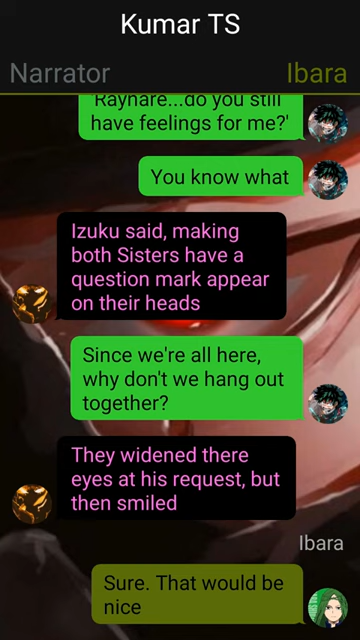 Kumar TS
Narrator
Ibara
'Raynare...do you still
have feelings for me?'
You know what
Izuku said, making
both Sisters have a
question mark appear
on their heads
Since we're all here,
why don't we hang out
together?
They widened there
eyes at his request, but
then smiled
Ibara
Sure. That would be
nice